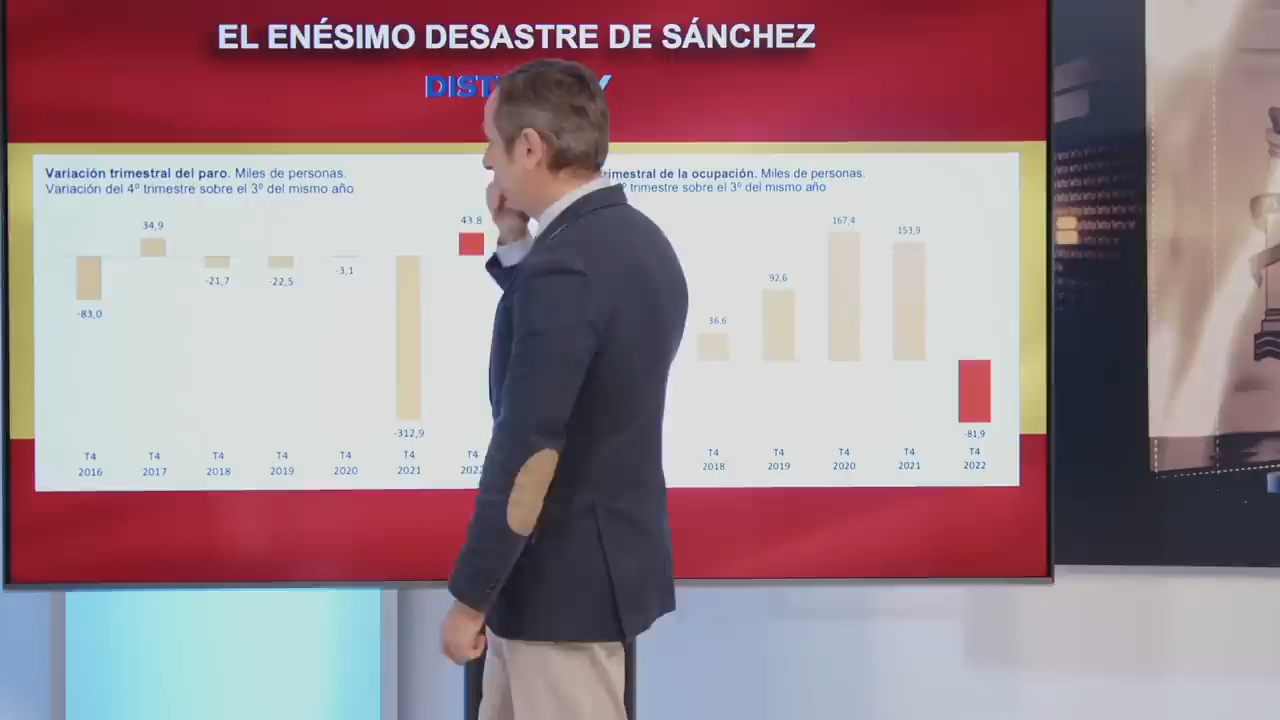 EL ENÉSIMO DESASTRE DE SÁNCHEZ
Variación trimestral del paro. Miles de personas.
Variación del 4º trimestre sobre el 3º del mismo año
34,9
43.8
-83,0
-21,7
-22,5
-3,1
-312,9
T4 T4 T4 T4 T4 T4 T4
2016 2017 2018 2019 2020 2021 2022
trimestral de la ocupación. Miles de personas.
trimestre sobre el 3º del mismo año
36.6
92.6
167,4
153,9
-81,9
T4 T4 T4 T4 T4
2018 2019 2020 2021 2022